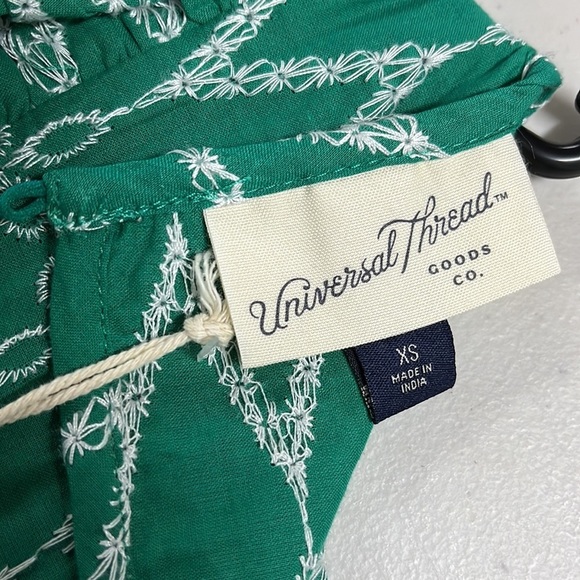 Universal Thread™
GOODS
CO.
XS
MADE IN
INDIA